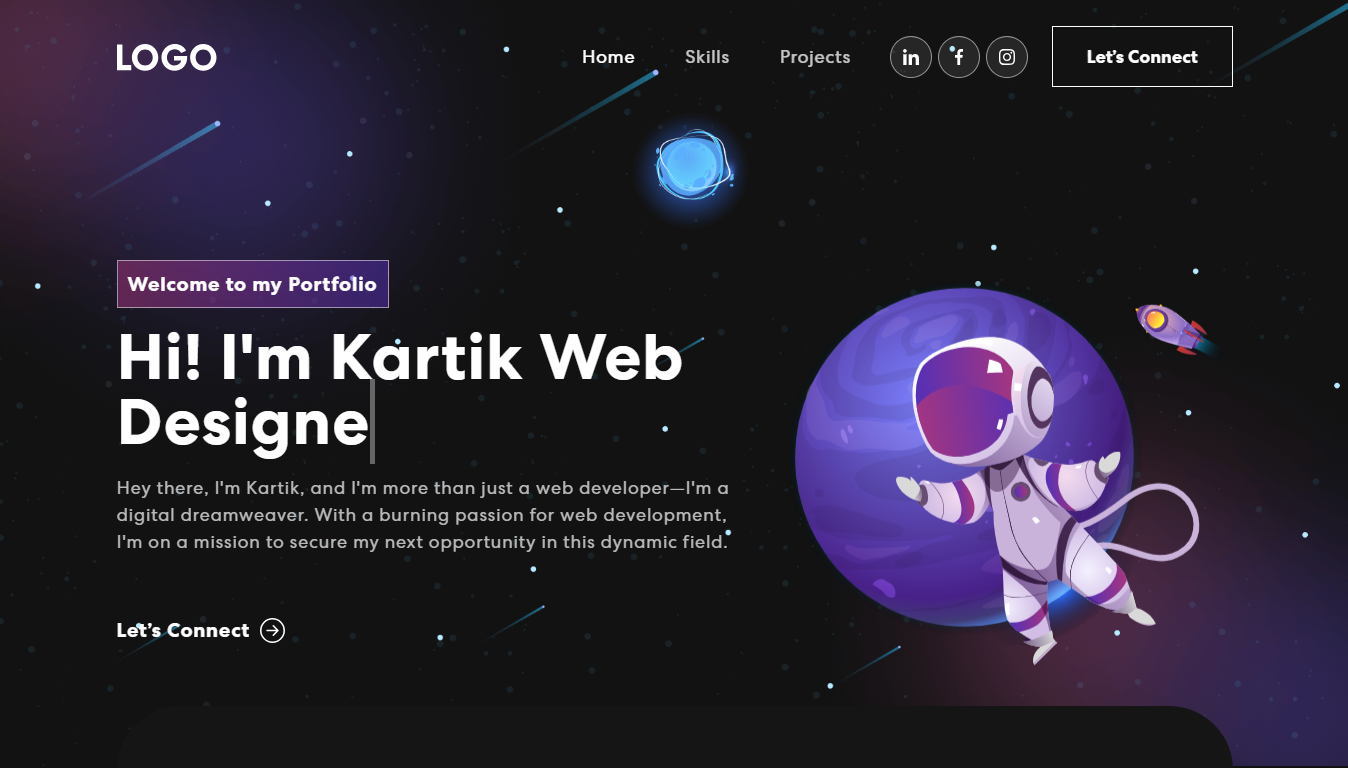 LOGO
Home Skills Projects Let's Connect
Welcome to my Portfolio
Hi! I'm Kartik Web
Designe
Hey there, I'm Kartik, and I'm more than just a web developer—I'm a
digital dreamweaver. With a burning passion for web development,
I'm on a mission to secure my next opportunity in this dynamic field.
Let’s Connect